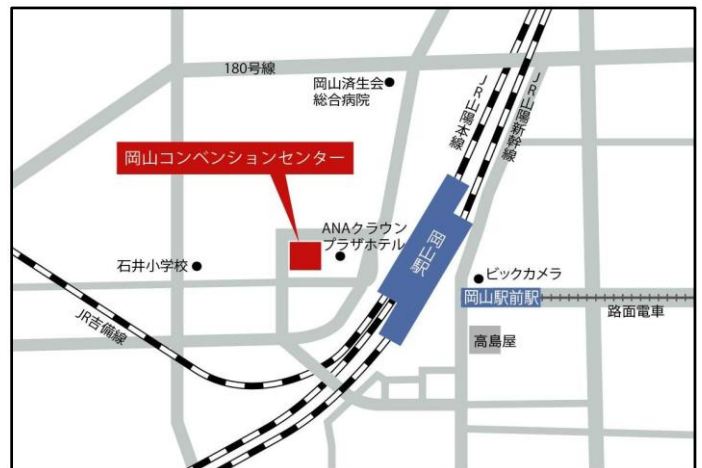 180号線
岡山済生会
総合病院
JR山陽本線
JR山陽新幹線
岡山コンベンションセンター
ANAクラウン
プラザホテル
岡山駅
石井小学校
ビックカメラ
岡山駅前駅
路面電車
JR吉備線
高島屋